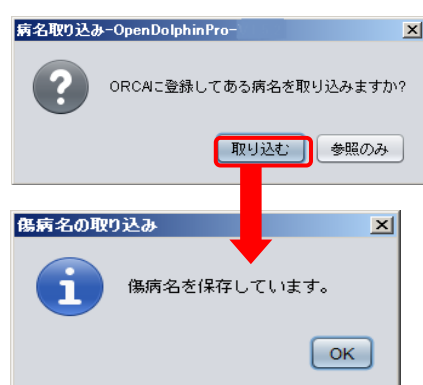 病名取り込み-OpenDolphinPro-
ORCAに登録してある病名を取り込みますか?
取り込む 参照のみ
傷病名の取り込み
傷病名を保存しています。
OK